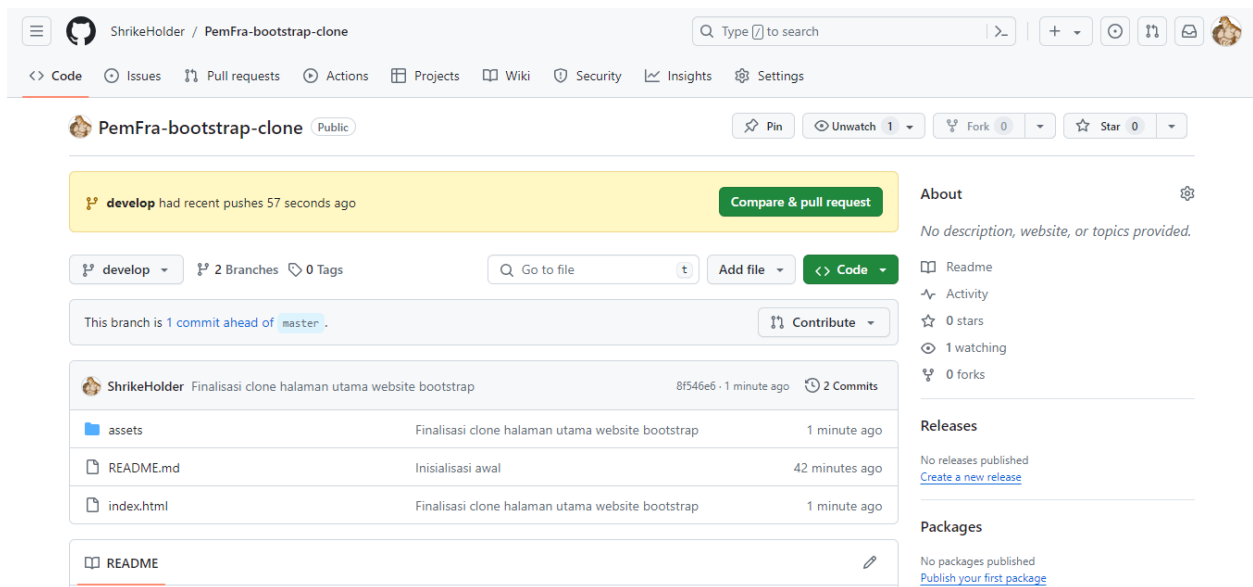 ShrikeHolder / PemFra-bootstrap-clone
Type / to search
Code Issues Pull requests Actions Projects Wiki Security Insights Settings
PemFra-bootstrap-clone Public
Pin Unwatch 1 Fork 0 Star 0
develop had recent pushes 57 seconds ago
Compare & pull request
develop 2 Branches 0 Tags
Go to file t
Add file <> Code
This branch is 1 commit ahead of master .
Contribute
ShrikeHolder Finalisasi clone halaman utama website bootstrap 8f546e6 · 1 minute ago 2 Commits
assets Finalisasi clone halaman utama website bootstrap 1 minute ago
README.md Inisialisasi awal 42 minutes ago
index.html Finalisasi clone halaman utama website bootstrap 1 minute ago
README
About
No description, website, or topics provided.
Readme
Activity
0 stars
1 watching
0 forks
Releases
No releases published
Create a new release
Packages
No packages published
Publish your first package